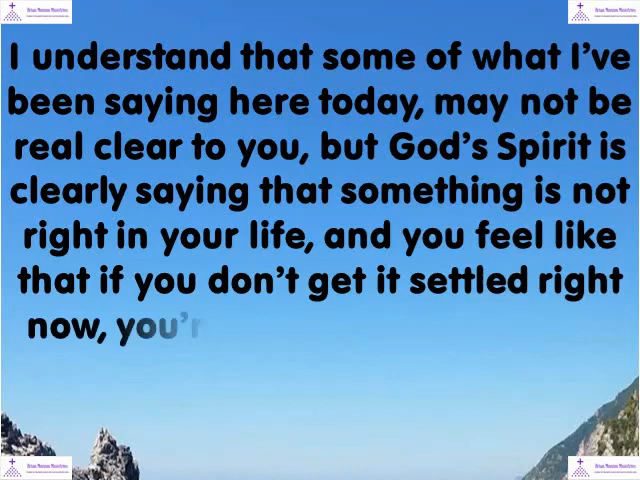 I understand that some of what I've
been saying here today, may not be
real clear to you, but God's Spirit is
clearly saying that something is not
right in your life, and you feel like
that if you don't get it settled right
now, you'r